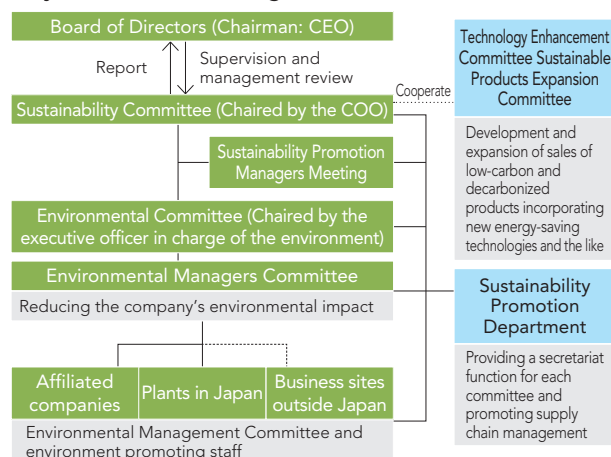 Board of Directors (Chairman: CEO)
Report
Supervision and
management review
Sustainability Committee (Chaired by the COO)
Cooperate
Technology Enhancement
Committee Sustainable
Products Expansion
Committee
Development and
expansion of sales of
low-carbon and
decarbonized
products incorporating
new energy-saving
technologies and the like
Sustainability Promotion
Managers Meeting
Environmental Committee (Chaired by the
executive officer in charge of the environment)
Environmental Managers Committee
Reducing the company’s environmental impact
Sustainability
Promotion
Department
Providing a secretariat
function for each
committee and
promoting supply
chain management
Affiliated
companies
Plants in Japan
Business sites
outside Japan
Environmental Management Committee and
environment promoting staff